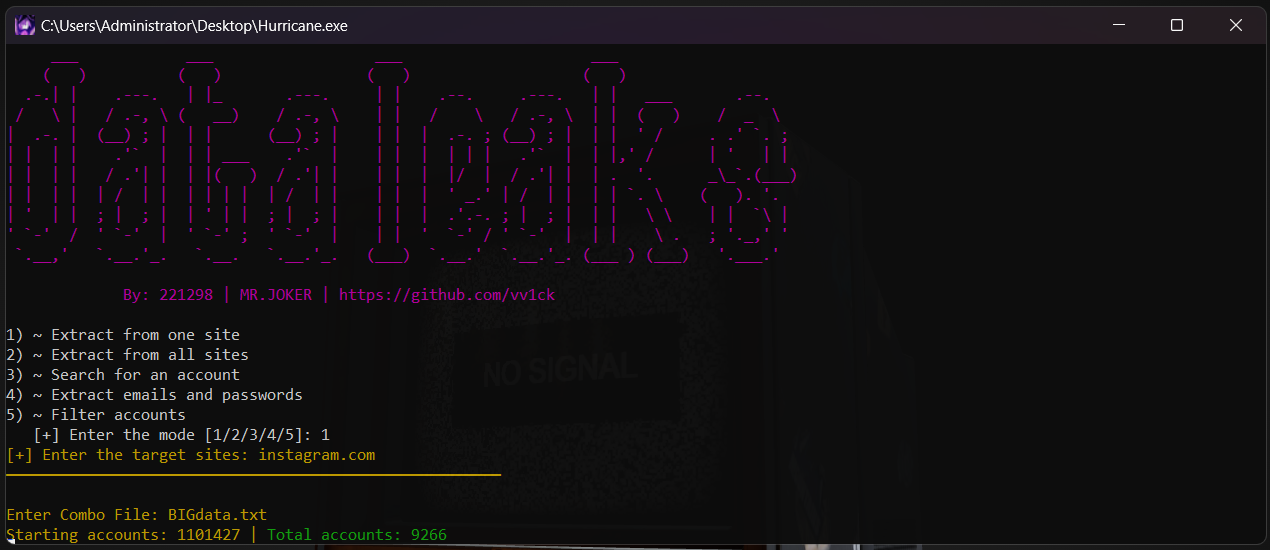 C:\Users\Administrator\Desktop\Hurricane.exe
data leaks
By: 221298 | MR.JOKER | https://github.com/vv1ck
1) ~ Extract from one site
2) ~ Extract from all sites
3) ~ Search for an account
4) ~ Extract emails and passwords
5) ~ Filter accounts
[+] Enter the mode [1/2/3/4/5]: 1
[+] Enter the target sites: instagram.com
NO SIGNAL
Enter Combo File: BIGdata.txt
Starting accounts: 1101427 | Total accounts: 9266